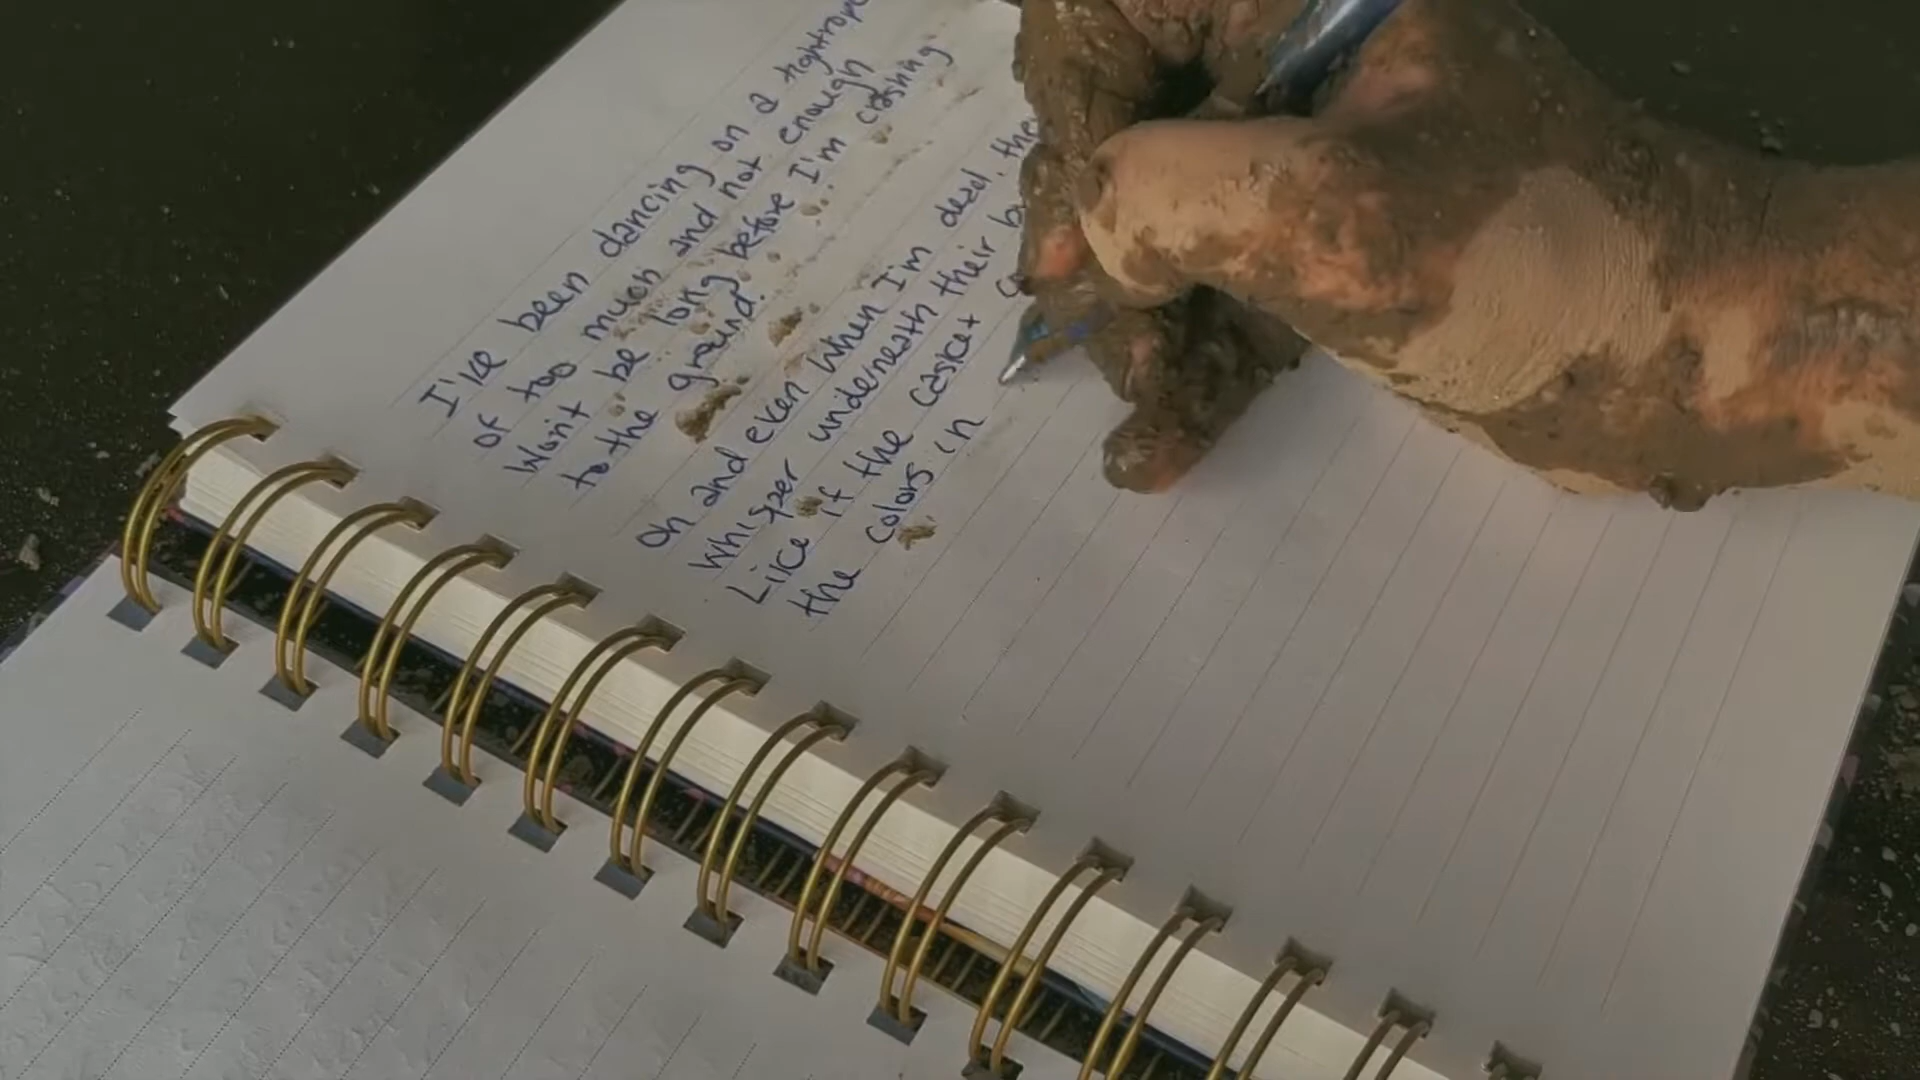 I've been dancing on a tightrope
of too much and not enough
Won't be long before I'm crashing
to the ground.
Oh and even when I'm dead, the
Whisper underneath their
Like if the casket
the colors in